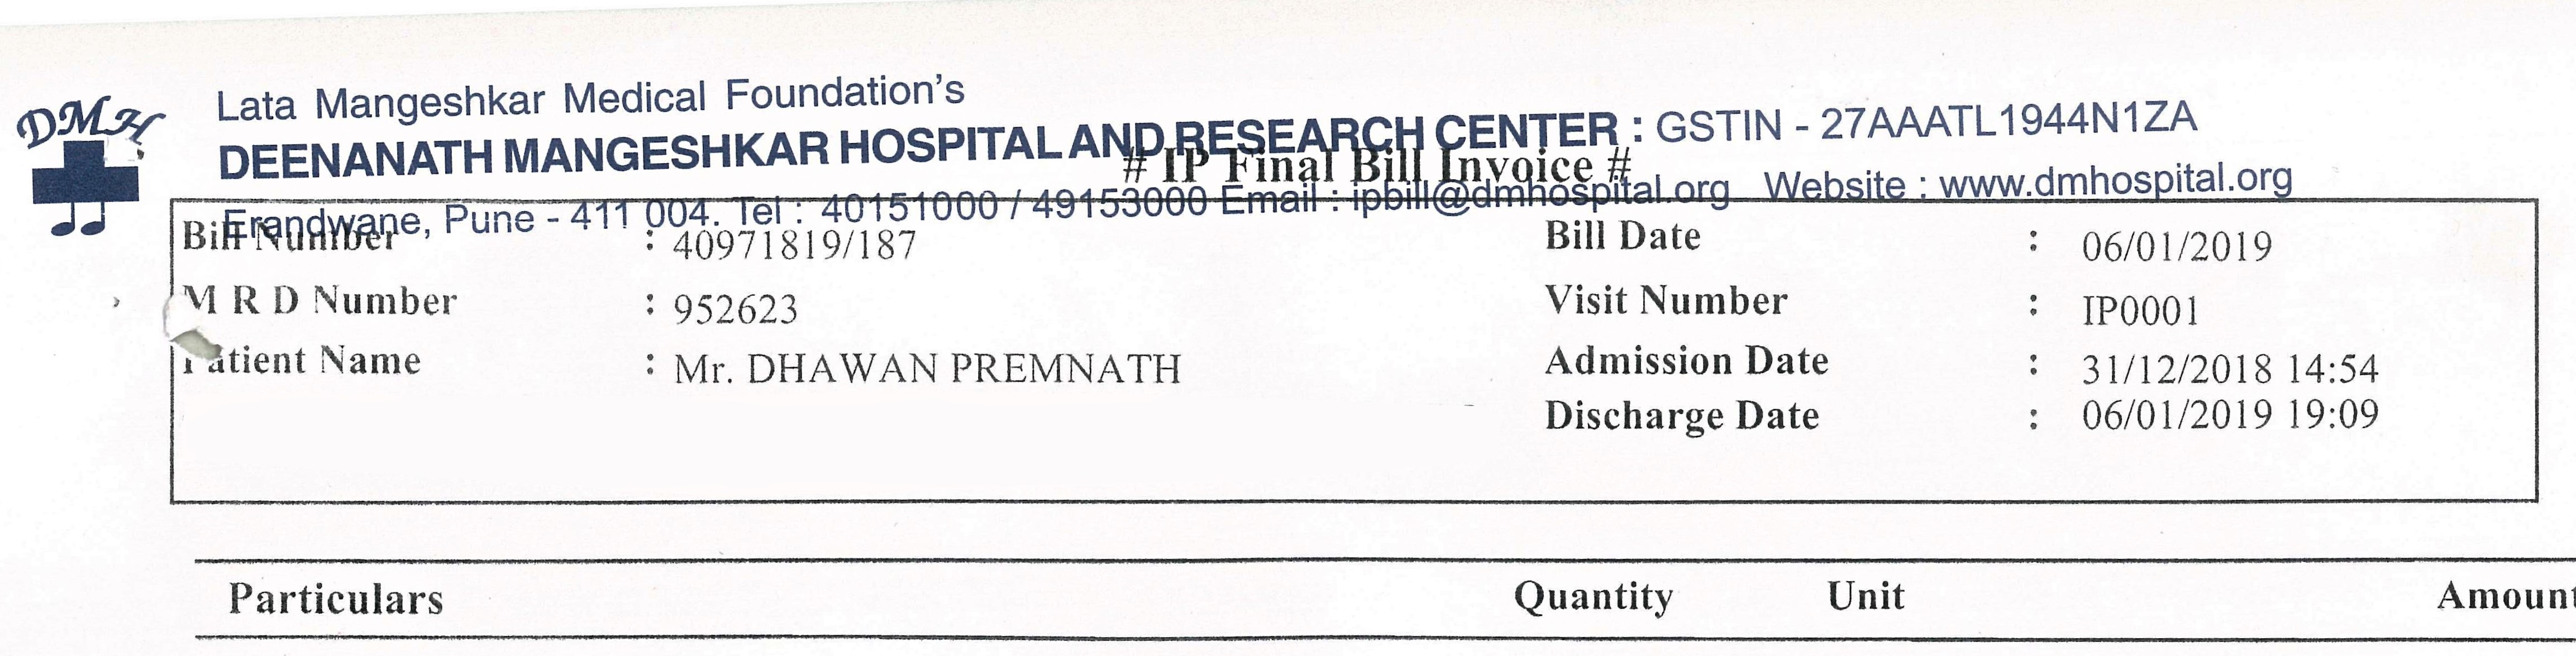 DMH
Lata Mangeshkar Medical Foundation's
DEENANATH MANGESHKAR HOSPITAL AND RESEARCH CENTER : GSTIN - 27AAATL1944N1ZA
# IP Final Bill Invoice #
Erandwane, Pune - 411 004. Tel : 40151000 / 49153000 Email : ipbill@dmhospital.org Website : www.dmhospital.org
Bill Number : 40971819/187 Bill Date : 06/01/2019
M R D Number : 952623 Visit Number : IP0001
Patient Name : Mr. DHAWAN PREMNATH Admission Date : 31/12/2018 14:54
Discharge Date : 06/01/2019 19:09
Particulars Quantity Unit Amount